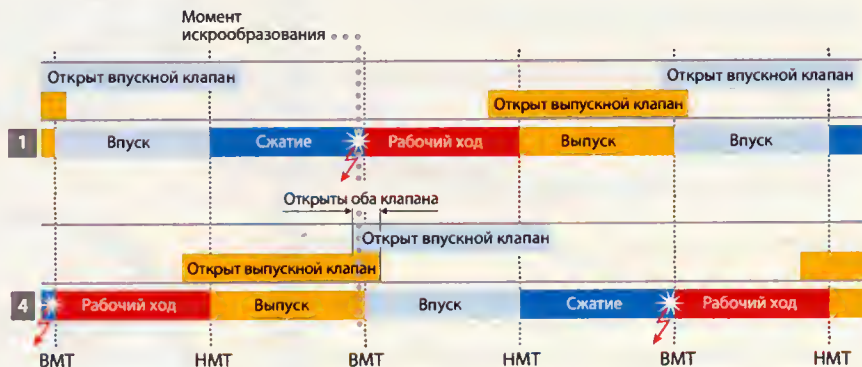 Момент
искрообразования
Открыт впускной клапан
Открыт впускной клапан
Открыт выпускной клапан
1
Впуск
Сжатие
Рабочий ход
Выпуск
Впуск
Открыты оба клапана
Открыт впускной клапан
Открыт выпускной клапан
4
Рабочий ход
Выпуск
Впуск
Сжатие
Рабочий ход
ВМТ
НМТ
ВМТ
НМТ
ВМТ
НМТ